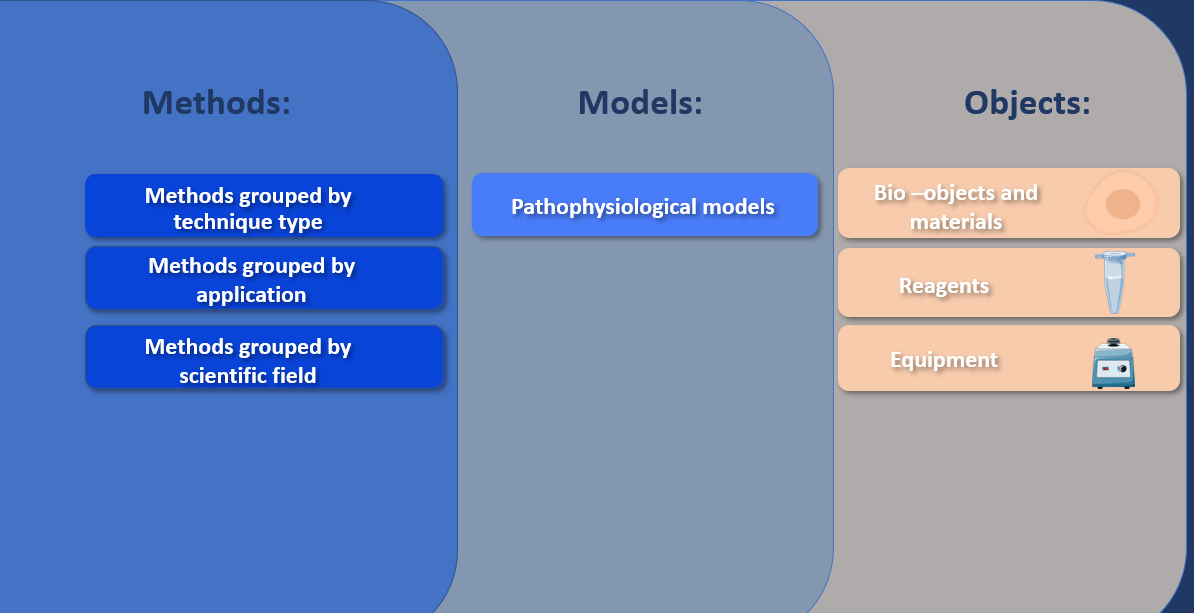 Methods:
Methods grouped by
technique type
Methods grouped by
application
Methods grouped by
scientific field
Models:
Pathophysiological models
Objects:
Bio –objects and
materials
Reagents
Equipment